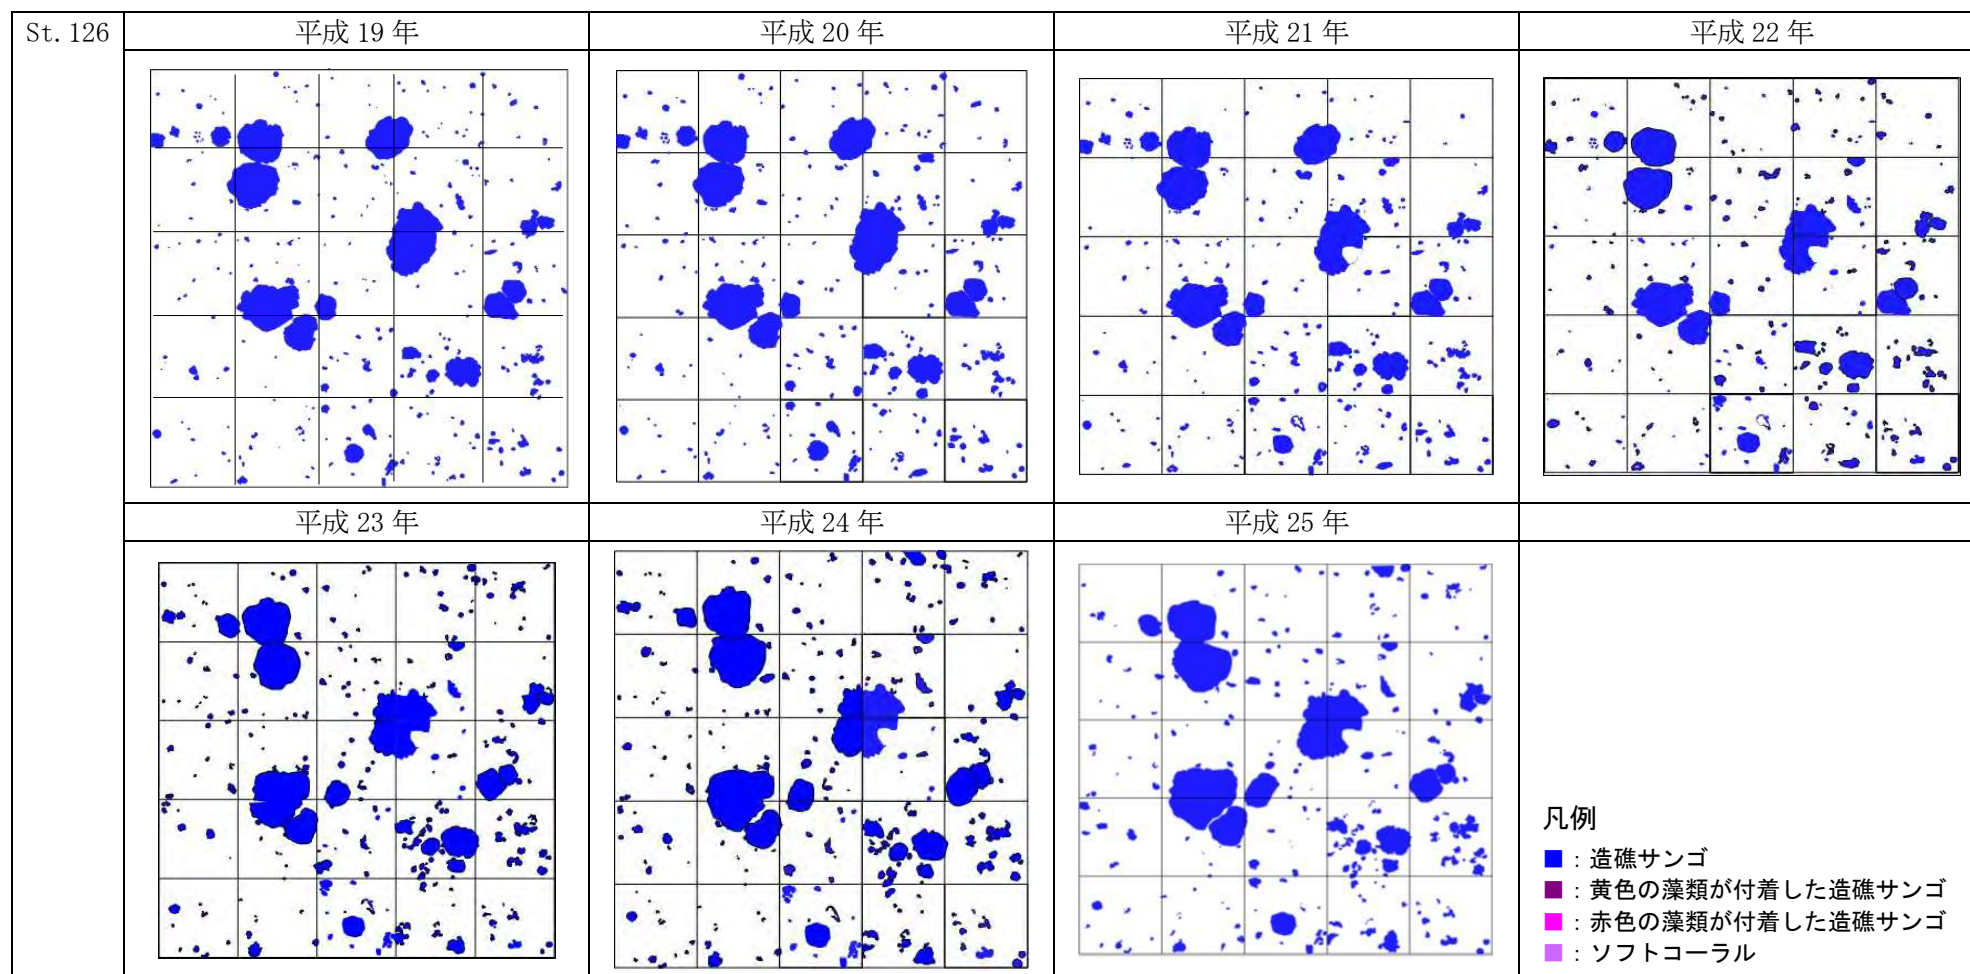 St.126
平成 19 年
平成 20 年
平成 21 年
平成 22 年
平成 23 年
平成 24 年
平成 25 年
凡例
■：造礁サンゴ
■：黄色の藻類が付着した造礁サンゴ
■：赤色の藻類が付着した造礁サンゴ
■：ソフトコーラル